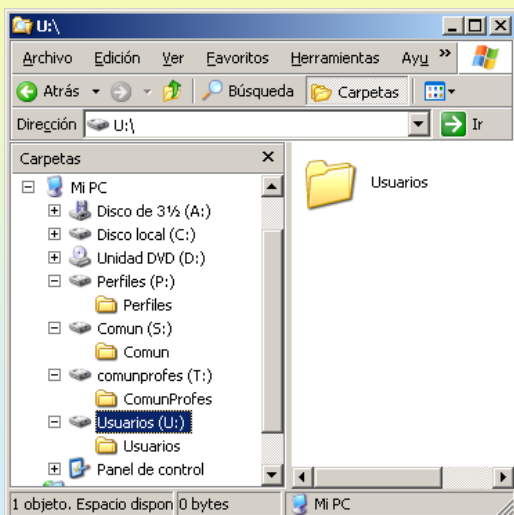 U:\
Archivo Edición Ver Favoritos Herramientas Ayu »
Atrás Búsqueda Carpetas
Dirección U:\ Ir
Carpetas
Mi PC
Disco de 3½ (A:)
Disco local (C:)
Unidad DVD (D:)
Perfiles (P:)
Perfiles
Comun (S:)
Comun
comunprofes (T:)
ComunProfes
Usuarios (U:)
Usuarios
Panel de control
Usuarios
1 objeto. Espacio dispon 0 bytes Mi PC